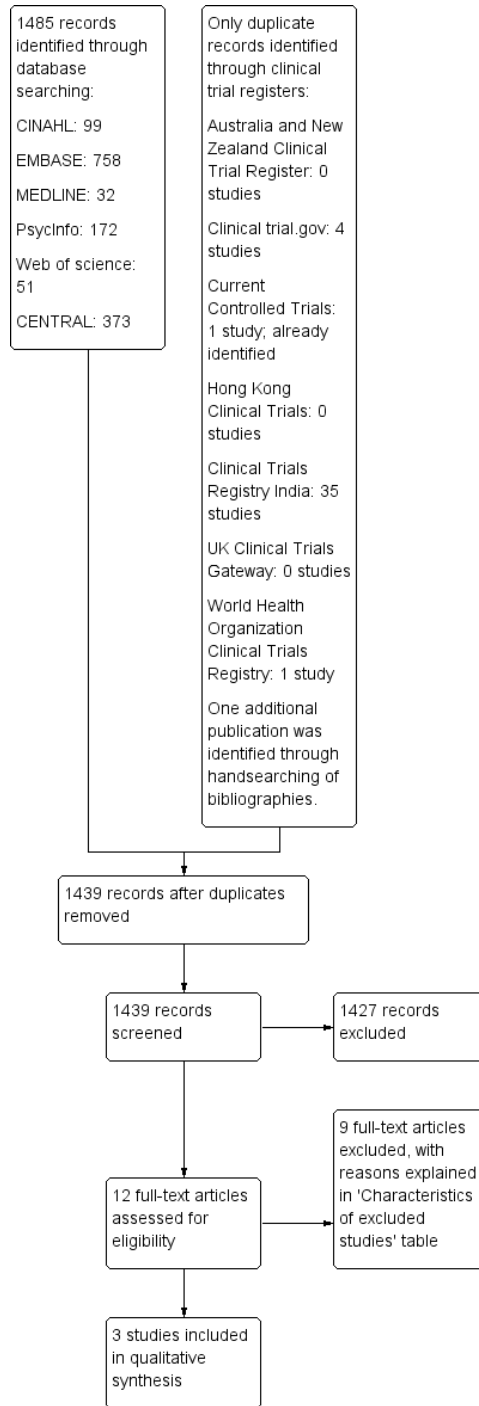 1485 records
identified through
database
searching:
CINAHL: 99
EMBASE: 758
MEDLINE: 32
PsycInfo: 172
Web of science:
51
CENTRAL: 373
Only duplicate
records identified
through clinical
trial registers:
Australia and New
Zealand Clinical
Trial Register: 0
studies
Clinical trial.gov: 4
studies
Current
Controlled Trials:
1 study; already
identified
Hong Kong
Clinical Trials: 0
studies
Clinical Trials
Registry India: 35
studies
UK Clinical Trials
Gateway: 0 studies
World Health
Organization
Clinical Trials
Registry: 1 study
One additional
publication was
identified through
handsearching of
bibliographies.
1439 records after duplicates
removed
1439 records
screened
1427 records
excluded
12 full-text articles
assessed for
eligibility
9 full-text articles
excluded, with
reasons explained
in 'Characteristics
of excluded
studies' table
3 studies included
in qualitative
synthesis